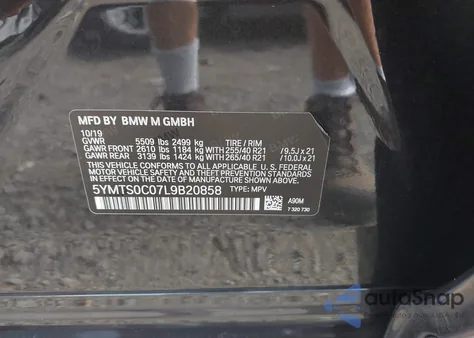 MFD BY BMW M GMBH
10/19
GVWR 5509 lbs 2499 kg TIRE / RIM
GAWR FRONT 2610 lbs 1184 kg WITH 255/40 R21 / 9.5J x 21
GAWR REAR 3139 lbs 1424 kg WITH 265/40 R21 / 10.0J x 21
THIS VEHICLE CONFORMS TO ALL APPLICABLE U. S. FEDERAL
MOTOR VEHICLE SAFETY STANDARDS IN EFFECT ON THE
DATE OF MANUFACTURE SHOWN ABOVE.
5YMTS0C07L9B20858 TYPE: MPV
A90M
7 320 730
autoSnap